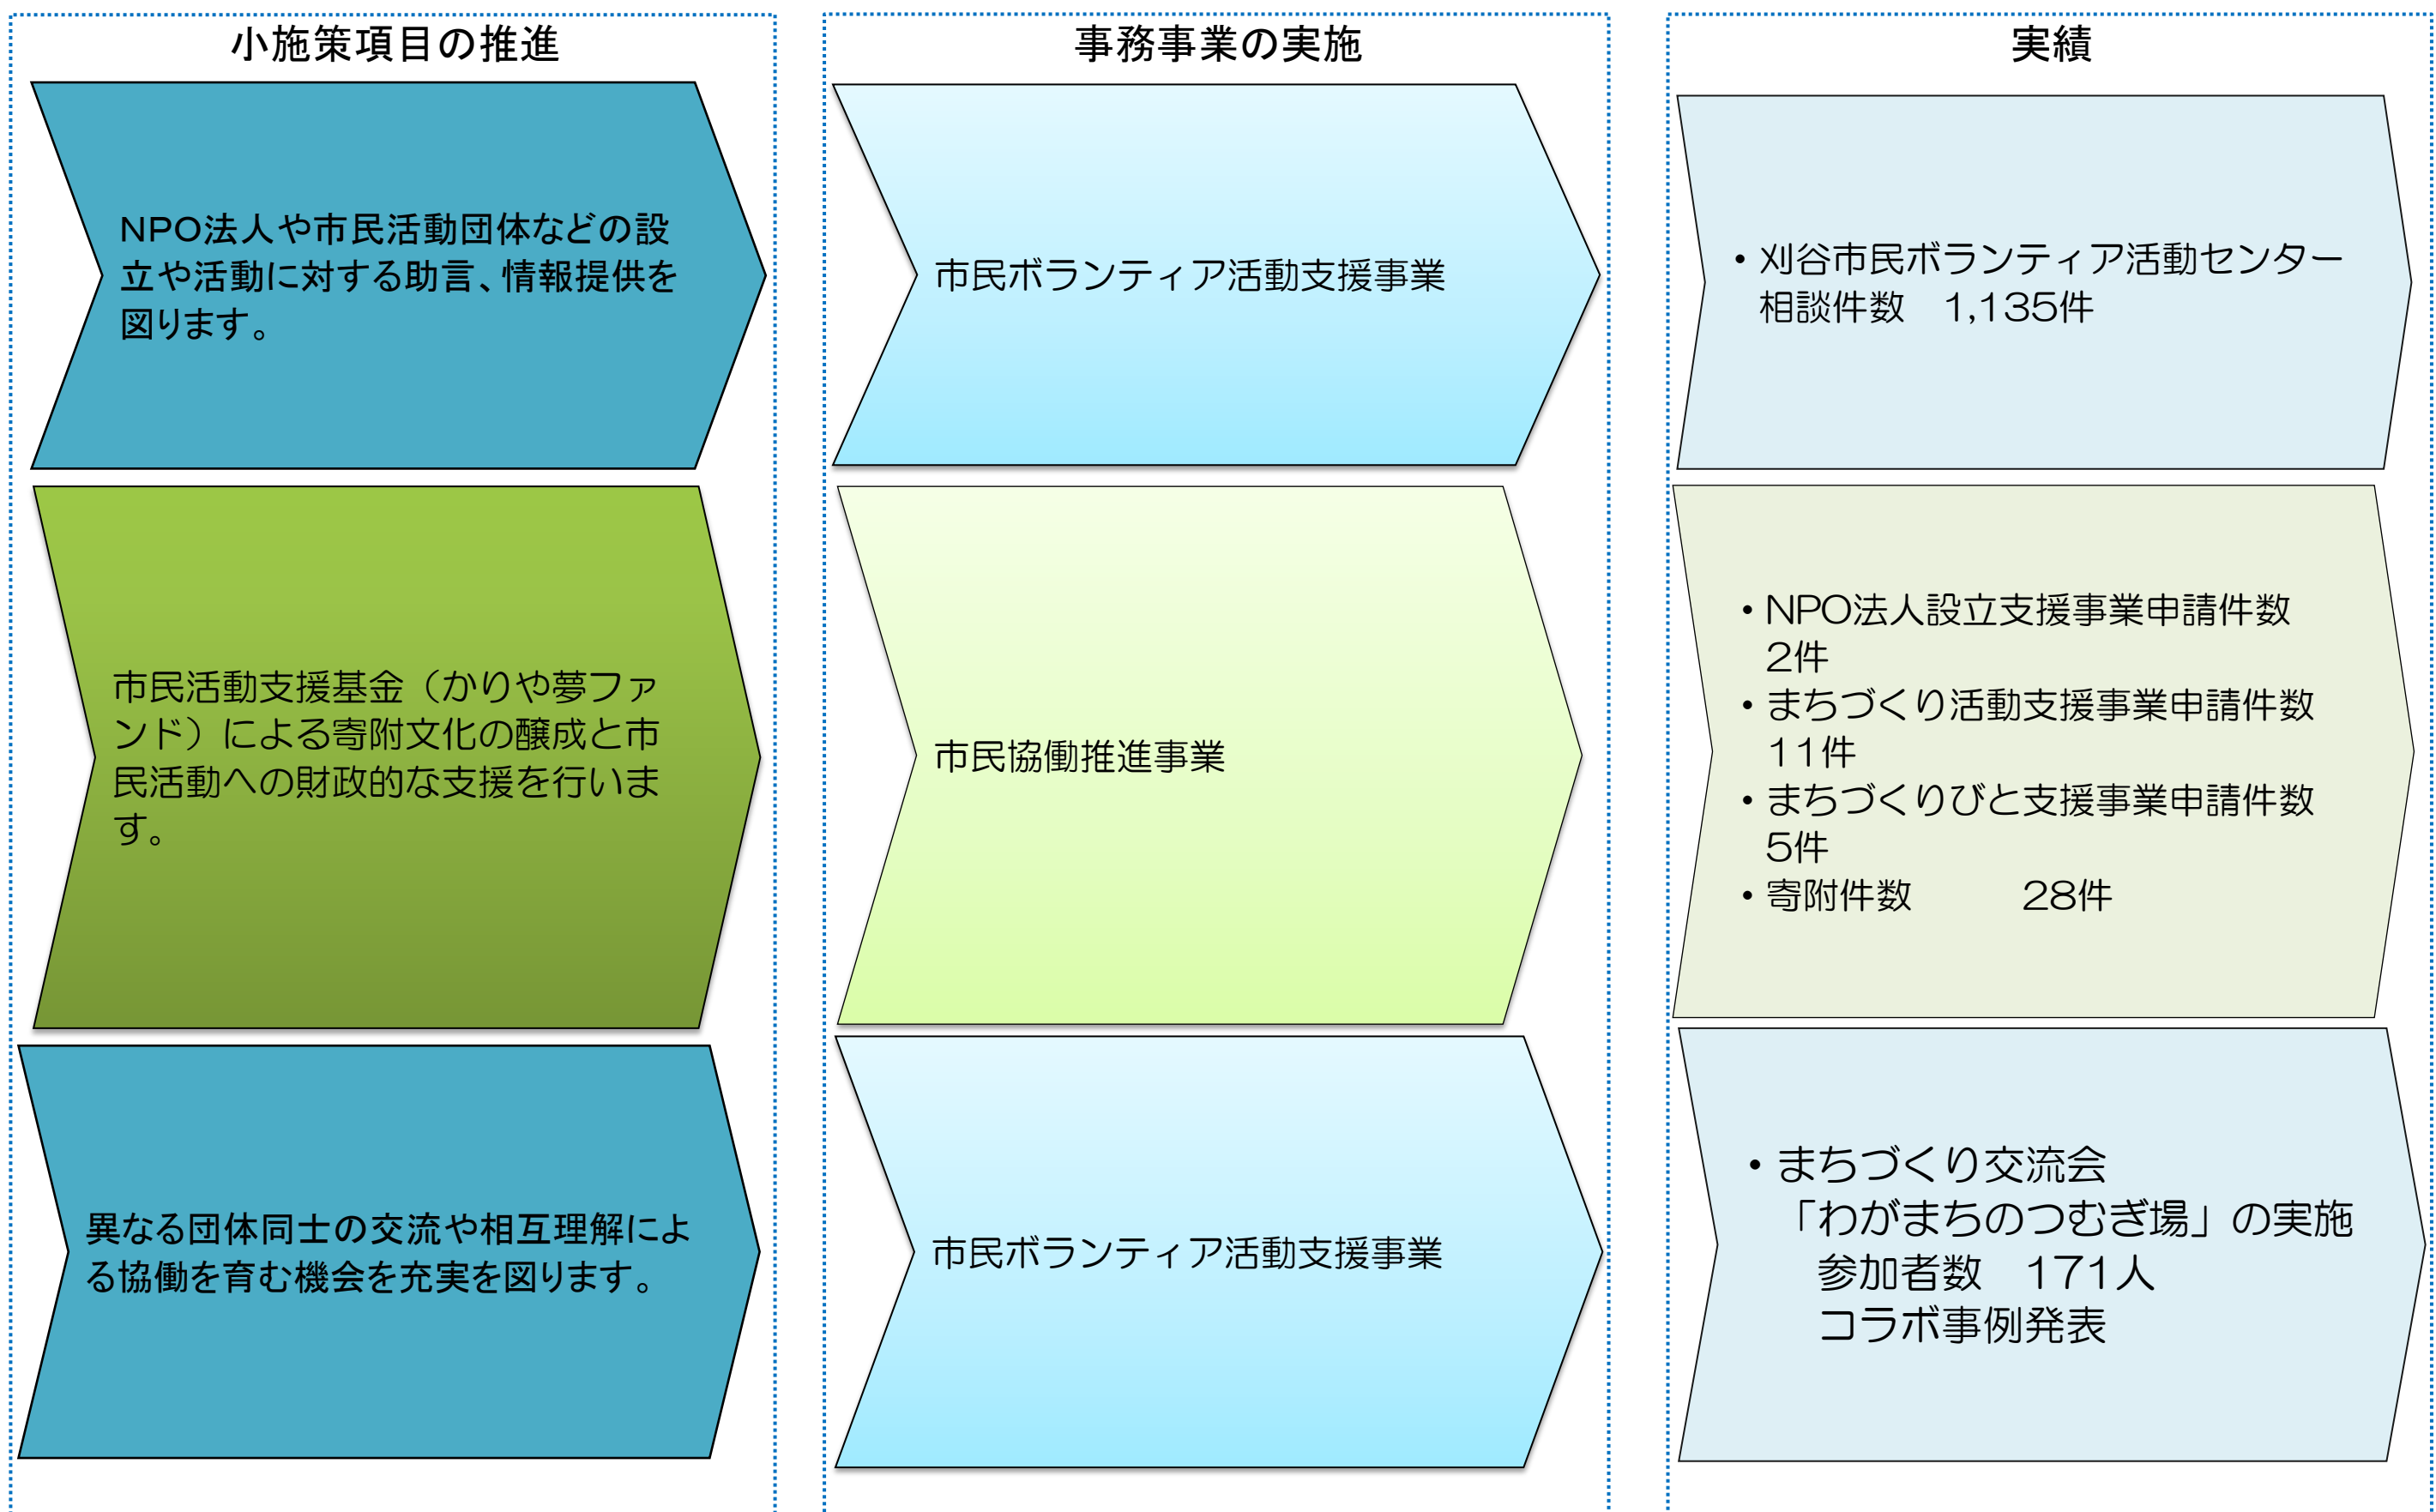 小施策項目の推進
NPO法人や市民活動団体などの設
立や活動に対する助言、情報提供を
図ります。
市民活動支援基金（かりや夢ファ
ンド）による寄附文化の醸成と市
民活動への財政的な支援を行いま
す。
異なる団体同士の交流や相互理解によ
る協働を育む機会を充実を図ります。
事務事業の実施
市民ボランティア活動支援事業
市民協働推進事業
市民ボランティア活動支援事業
実績
・刈谷市民ボランティア活動センター
相談件数　1,135件
・NPO法人設立支援事業申請件数
2件
・まちづくり活動支援事業申請件数
11件
・まちづくりびと支援事業申請件数
5件
・寄附件数　　　28件
・まちづくり交流会
「わがまちのつむぎ場」の実施
参加者数　171人
コラボ事例発表